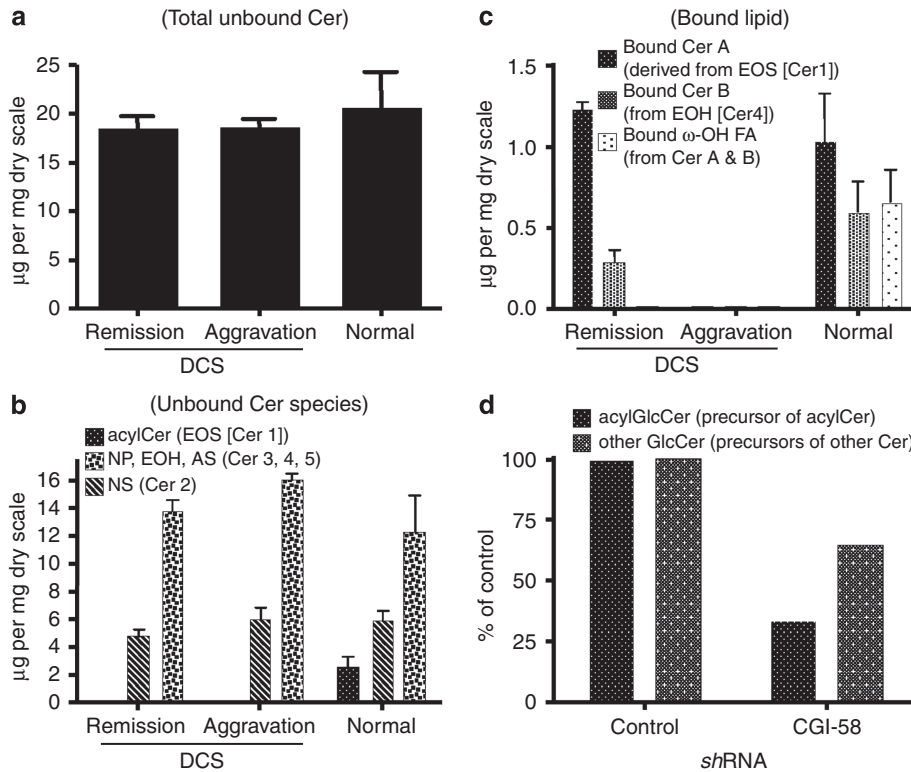 a
(Total unbound Cer)
µg per mg dry scale
25
20
15
10
5
0
Remission Aggravation Normal
DCS
b
(Unbound Cer species)
acylCer (EOS [Cer 1])
NP, EOH, AS (Cer 3, 4, 5)
NS (Cer 2)
µg per mg dry scale
16
14
12
10
8
6
4
2
0
Remission Aggravation Normal
DCS
c
(Bound lipid)
Bound Cer A
(derived from EOS [Cer1])
Bound Cer B
(from EOH [Cer4])
Bound ω-OH FA
(from Cer A & B)
µg per mg dry scale
1.5
1.0
0.5
0.0
Remission Aggravation Normal
DCS
d
acylGlcCer (precursor of acylCer)
other GlcCer (precursors of other Cer)
% of control
100
75
50
25
0
Control CGI-58
shRNA